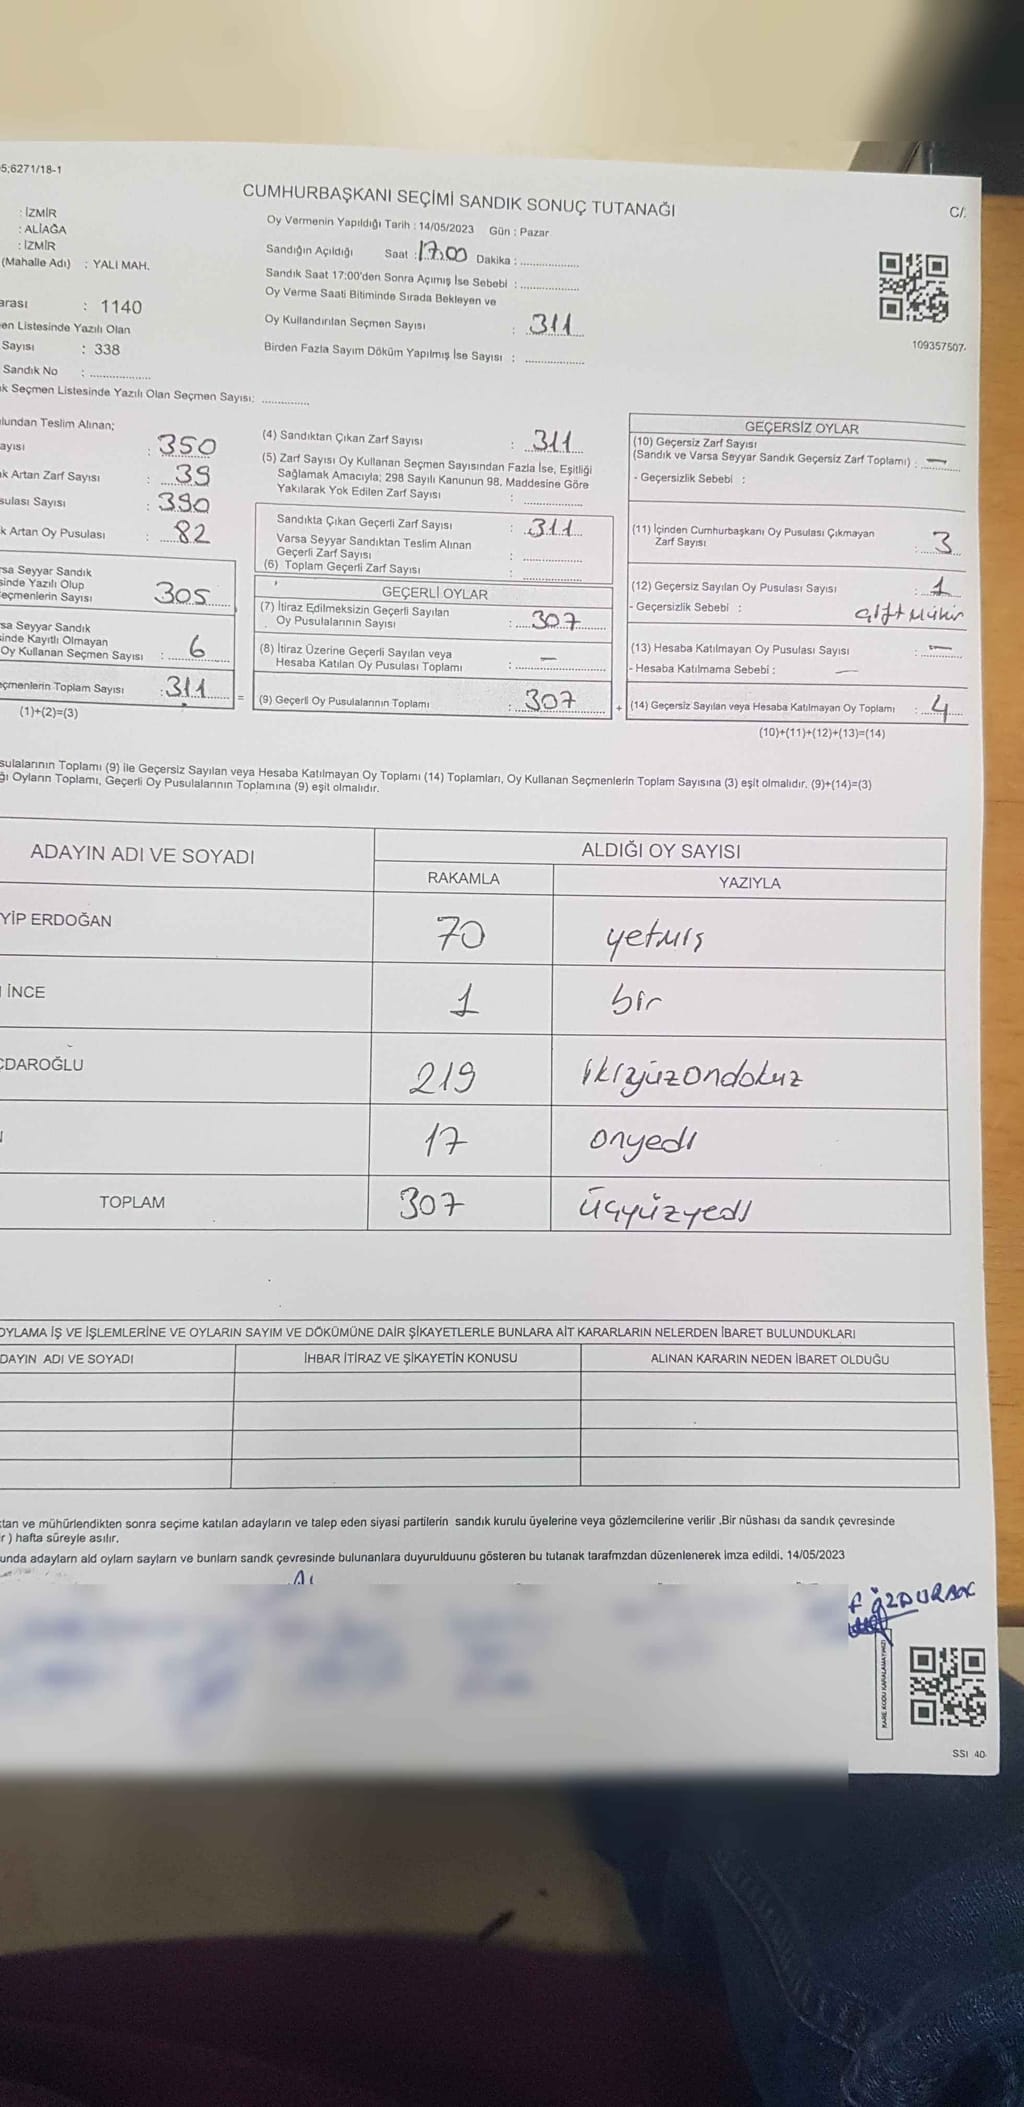 5;6271/18-1
CUMHURBAŞKANI SEÇİMİ SANDIK SONUÇ TUTANAĞI
C/.
: İZMİR
: ALİAĞA
: İZMİR
(Mahalle Adı) : YALI MAH.
arası : 1140
en Listesinde Yazılı Olan
Sayısı : 338
Sandık No : ..................
k Seçmen Listesinde Yazılı Olan Seçmen Sayısı: ..............
Oy Vermenin Yapıldığı Tarih : 14/05/2023 Gün : Pazar
Sandığın Açıldığı Saat : 17:00 Dakika : ..................
Sandık Saat 17:00'den Sonra Açımış İse Sebebi : ..................
Oy Verme Saati Bitiminde Sırada Bekleyen ve
Oy Kullandırılan Seçmen Sayısı : 311
Birden Fazla Sayım Döküm Yapılmış İse Sayısı : ..................
109357507-
lundan Teslim Alınan;
ayısı : 350
k Artan Zarf Sayısı : 39
sulası Sayısı : 390
k Artan Oy Pusulası : 82
rsa Seyyar Sandık
sinde Yazılı Olup
eçmenlerin Sayısı 305
rsa Seyyar Sandık
inde Kayıtlı Olmayan
Oy Kullanan Seçmen Sayısı : 6
eçmenlerin Toplam Sayısı : 311 =
(1)+(2)=(3)
(4) Sandıktan Çıkan Zarf Sayısı : 311
(5) Zarf Sayısı Oy Kullanan Seçmen Sayısından Fazla İse, Eşitliği
Sağlamak Amacıyla; 298 Sayılı Kanunun 98. Maddesine Göre
Yakılarak Yok Edilen Zarf Sayısı : ..................
Sandıkta Çıkan Geçerli Zarf Sayısı : 311
Varsa Seyyar Sandıktan Teslim Alınan
Geçerli Zarf Sayısı : ..................
(6) Toplam Geçerli Zarf Sayısı : ..................
GEÇERLİ OYLAR
(7) İtiraz Edilmeksizin Geçerli Sayılan
Oy Pusulalarının Sayısı : 307
(8) İtiraz Üzerine Geçerli Sayılan veya
Hesaba Katılan Oy Pusulası Toplamı : —
(9) Geçerli Oy Pusulalarının Toplamı : 307 +
GEÇERSİZ OYLAR
(10) Geçersiz Zarf Sayısı
(Sandık ve Varsa Seyyar Sandık Geçersiz Zarf Toplamı) : —
- Geçersizlik Sebebi :
(11) İçinden Cumhurbaşkanı Oy Pusulası Çıkmayan
Zarf Sayısı : 3
(12) Geçersiz Sayılan Oy Pusulası Sayısı : 1
- Geçersizlik Sebebi : çift Mühür
(13) Hesaba Katılmayan Oy Pusulası Sayısı : —
- Hesaba Katılmama Sebebi : —
(14) Geçersiz Sayılan veya Hesaba Katılmayan Oy Toplamı : 4
(10)+(11)+(12)+(13)=(14)
sulalarının Toplamı (9) ile Geçersiz Sayılan veya Hesaba Katılmayan Oy Toplamı (14) Toplamları, Oy Kullanan Seçmenlerin Toplam Sayısına (3) eşit olmalıdır. (9)+(14)=(3)
ğı Oyların Toplamı, Geçerli Oy Pusulalarının Toplamına (9) eşit olmalıdır.
ADAYIN ADI VE SOYADI
ALDIĞI OY SAYISI
RAKAMLA YAZIYLA
YİP ERDOĞAN 70 yetmiş
İNCE 1 bir
ÇDAROĞLU 219 ikiyüzondokuz
17 onyedi
TOPLAM 307 üçyüzyedi
OYLAMA İŞ VE İŞLEMLERİNE VE OYLARIN SAYIM VE DÖKÜMÜNE DAİR ŞİKAYETLERLE BUNLARA AİT KARARLARIN NELERDEN İBARET BULUNDUKLARI
DAYIN ADI VE SOYADI İHBAR İTİRAZ VE ŞİKAYETİN KONUSU ALINAN KARARIN NEDEN İBARET OLDUĞU
ktan ve mühürlendikten sonra seçime katılan adayların ve talep eden siyasi partilerin sandık kurulu üyelerine veya gözlemcilerine verilir ,Bir nüshası da sandık çevresinde
r ) hafta süreyle asılır.
unda adaylarn ald oylarn saylarn ve bunlarn sandk çevresinde bulunanlara duyurulduunu gösteren bu tutanak tarafmzdan düzenlenerek imza edildi. 14/05/2023
KARE KODU KARALAMAYINIZ!
SSI 40-